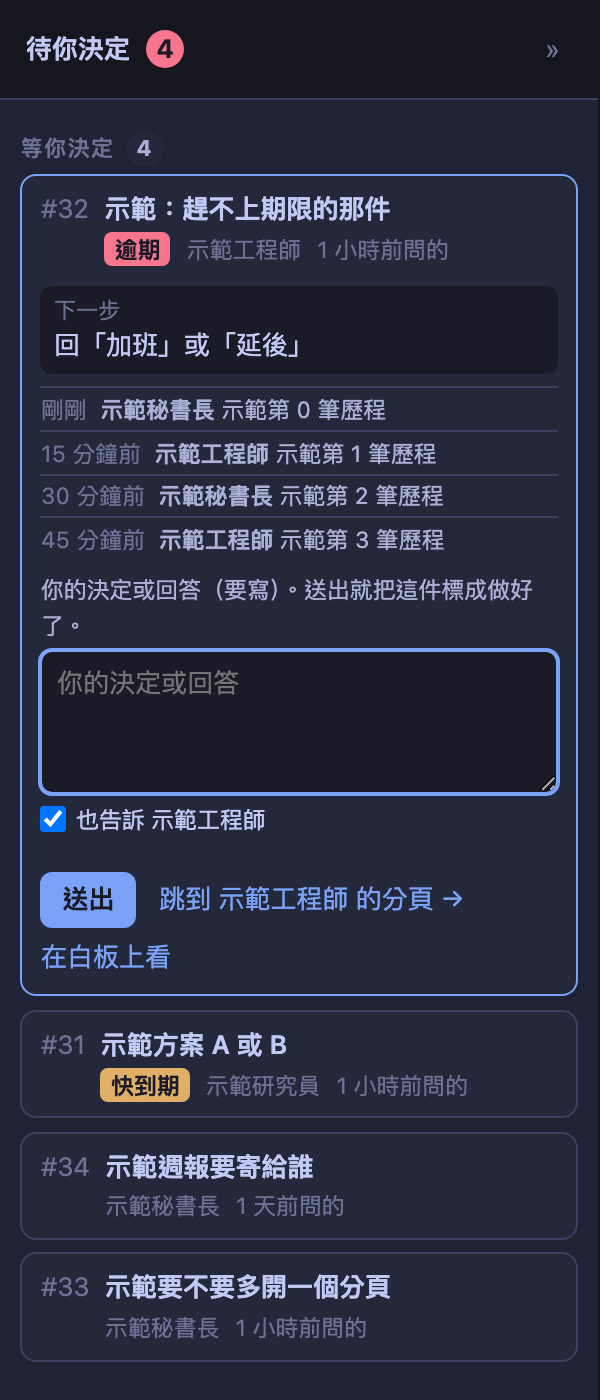 待你決定 4 »
等你決定 4
#32 示範：趕不上期限的那件
逾期 示範工程師 1 小時前問的
下一步
回「加班」或「延後」
剛剛 示範秘書長 示範第 0 筆歷程
15 分鐘前 示範工程師 示範第 1 筆歷程
30 分鐘前 示範秘書長 示範第 2 筆歷程
45 分鐘前 示範工程師 示範第 3 筆歷程
你的決定或回答（要寫）。送出就把這件標成做好
了。
你的決定或回答
也告訴 示範工程師
送出 跳到 示範工程師 的分頁 →
在白板上看
#31 示範方案 A 或 B
快到期 示範研究員 1 小時前問的
#34 示範週報要寄給誰
示範秘書長 1 天前問的
#33 示範要不要多開一個分頁
示範秘書長 1 小時前問的